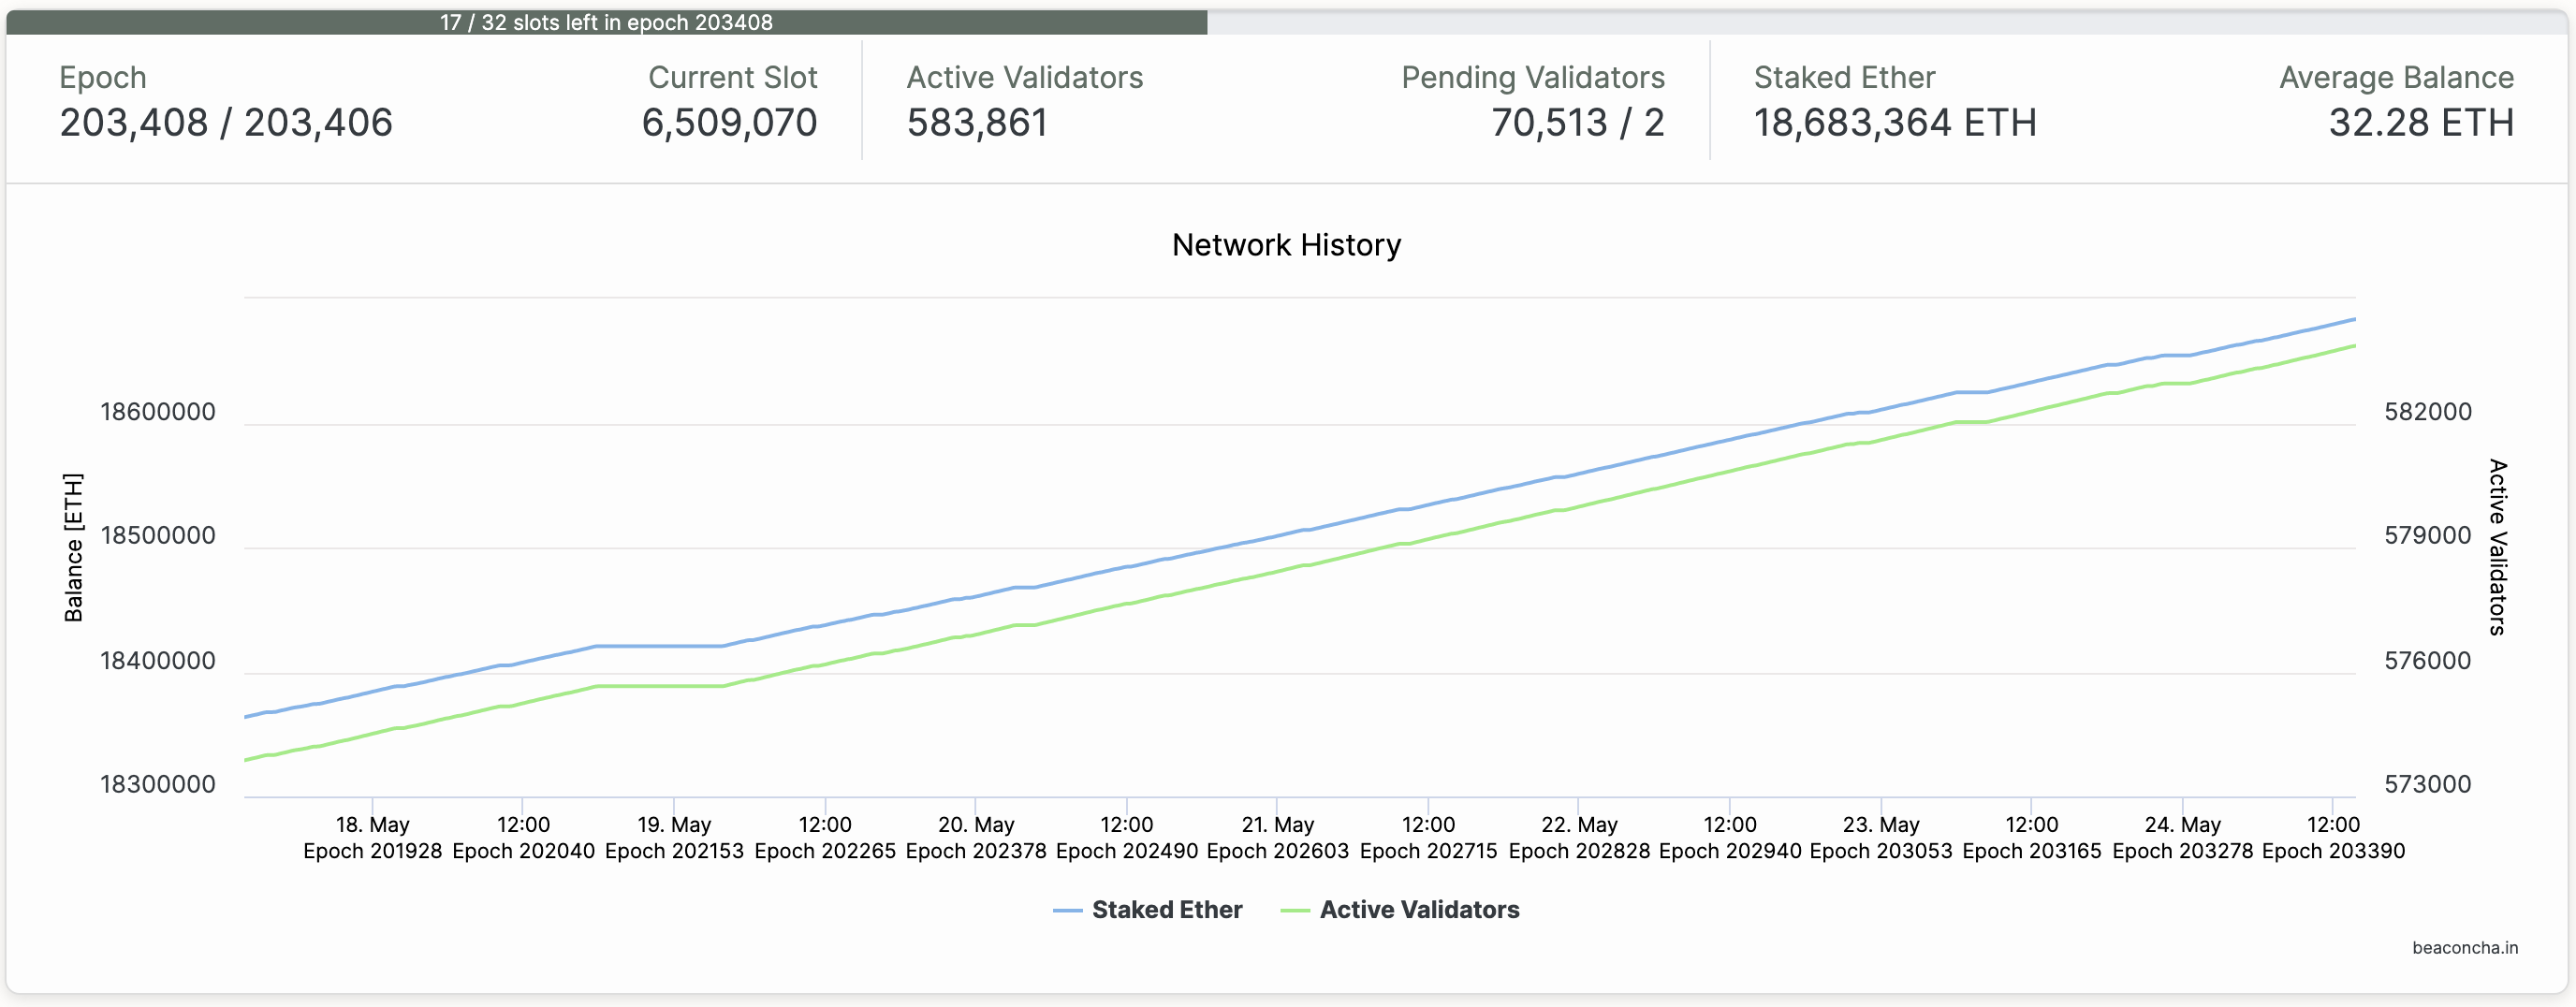 17 / 32 slots left in epoch 203408
Epoch
203,408 / 203,406
Current Slot
6,509,070
Active Validators
583,861
Pending Validators
70,513 / 2
Staked Ether
18,683,364 ETH
Average Balance
32.28 ETH
Network History
Balance [ETH]
18600000
18500000
18400000
18300000
582000
579000
576000
573000
Active Validators
18. May
Epoch 201928
12:00
Epoch 202040
19. May
Epoch 202153
12:00
Epoch 202265
20. May
Epoch 202378
12:00
Epoch 202490
21. May
Epoch 202603
12:00
Epoch 202715
22. May
Epoch 202828
12:00
Epoch 202940
23. May
Epoch 203053
12:00
Epoch 203165
24. May
Epoch 203278
12:00
Epoch 203390
Staked Ether
Active Validators
beaconcha.in